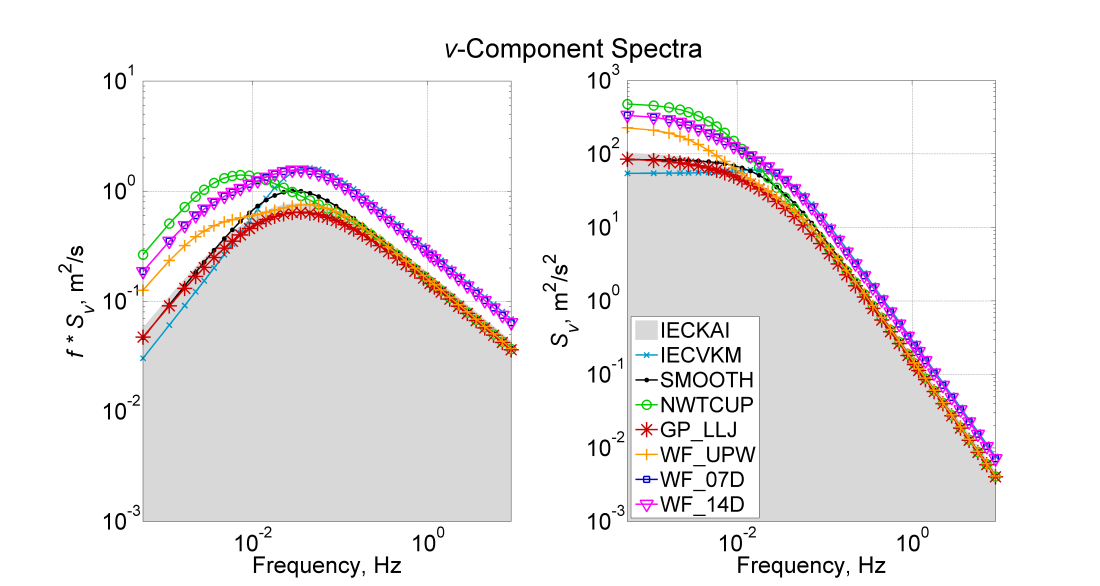 v-Component Spectra
10^1
10^0
10^-1
10^-2
10^-3
f * S_v, m^2/s
10^-2
10^0
Frequency, Hz
10^3
10^2
10^1
10^0
10^-1
10^-2
10^-3
S_v, m^2/s^2
10^-2
10^0
Frequency, Hz
IECKAI
IECVKM
SMOOTH
NWTCUP
GP_LLJ
WF_UPW
WF_07D
WF_14D